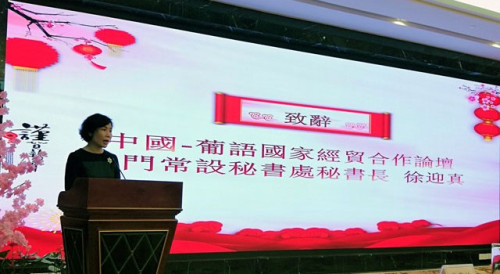 致辭
謹
中國-葡語國家經貿合作論壇
門常設秘書處秘書長 徐迎真